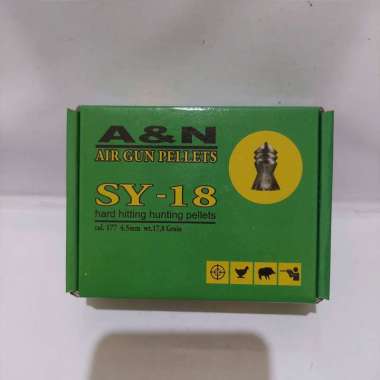 A&N
AIR GUN PELLETS
SY-18
hard hitting hunting pellets
cal. 177 4.5mm wt.17,8 Grain